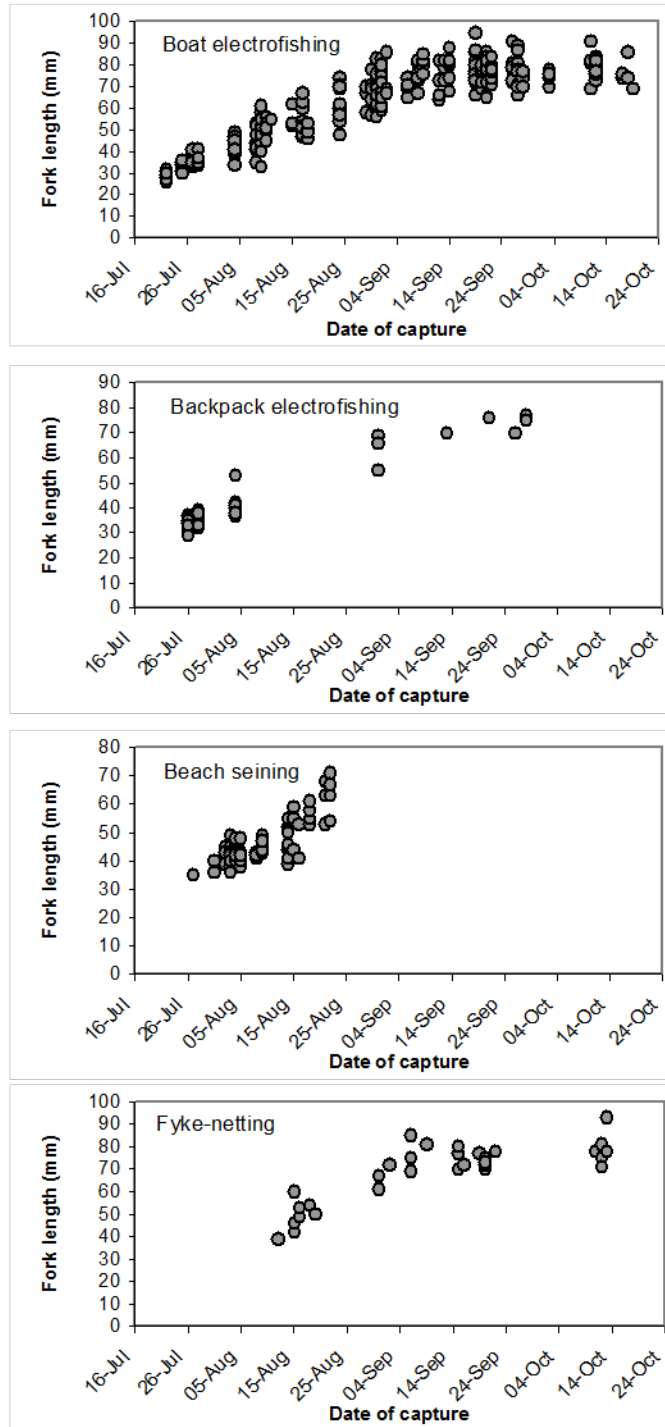 Boat electrofishing
Fork length (mm)
100
90
80
70
60
50
40
30
20
10
0
16-Jul
26-Jul
05-Aug
15-Aug
25-Aug
04-Sep
14-Sep
24-Sep
04-Oct
14-Oct
24-Oct
Date of capture
Backpack electrofishing
Fork length (mm)
90
80
70
60
50
40
30
20
10
0
16-Jul
26-Jul
05-Aug
15-Aug
25-Aug
04-Sep
14-Sep
24-Sep
04-Oct
14-Oct
24-Oct
Date of capture
Beach seining
Fork length (mm)
80
70
60
50
40
30
20
10
0
16-Jul
26-Jul
05-Aug
15-Aug
25-Aug
04-Sep
14-Sep
24-Sep
04-Oct
14-Oct
24-Oct
Date of capture
Fyke-netting
Fork length (mm)
100
90
80
70
60
50
40
30
20
10
0
16-Jul
26-Jul
05-Aug
15-Aug
25-Aug
04-Sep
14-Sep
24-Sep
04-Oct
14-Oct
24-Oct
Date of capture